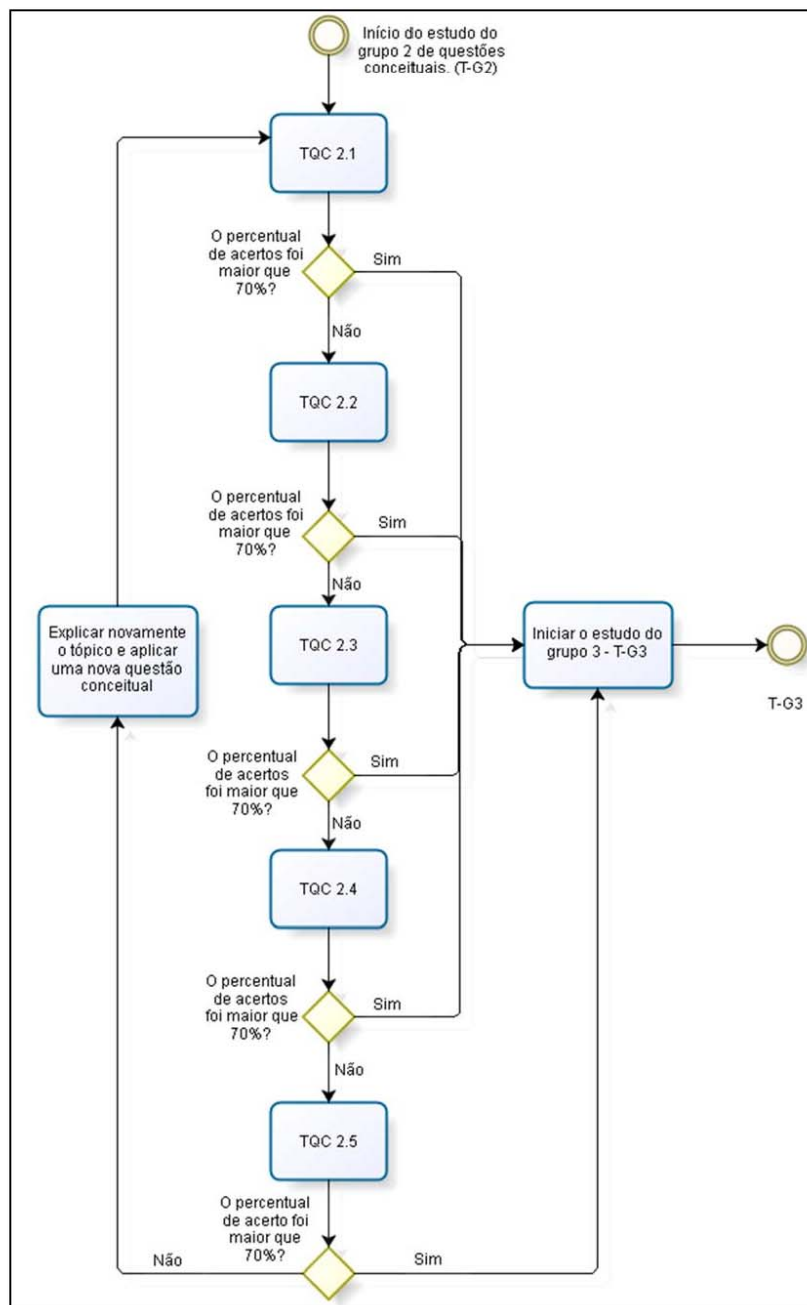 Início do estudo do
grupo 2 de questões
conceituais. (T-G2)
TQC 2.1
O percentual
de acertos foi
maior que
70%?
Sim
Não
TQC 2.2
O percentual
de acertos foi
maior que
70%?
Sim
Não
TQC 2.3
Explicar novamente
o tópico e aplicar
uma nova questão
conceitual
Iniciar o estudo do
grupo 3 - T-G3
T-G3
O percentual
de acertos
foi maior que
70%?
Sim
Não
TQC 2.4
O percentual
de acertos
foi maior que
70%?
Sim
Não
TQC 2.5
O percentual
de acerto foi
maior que
70%?
Não
Sim